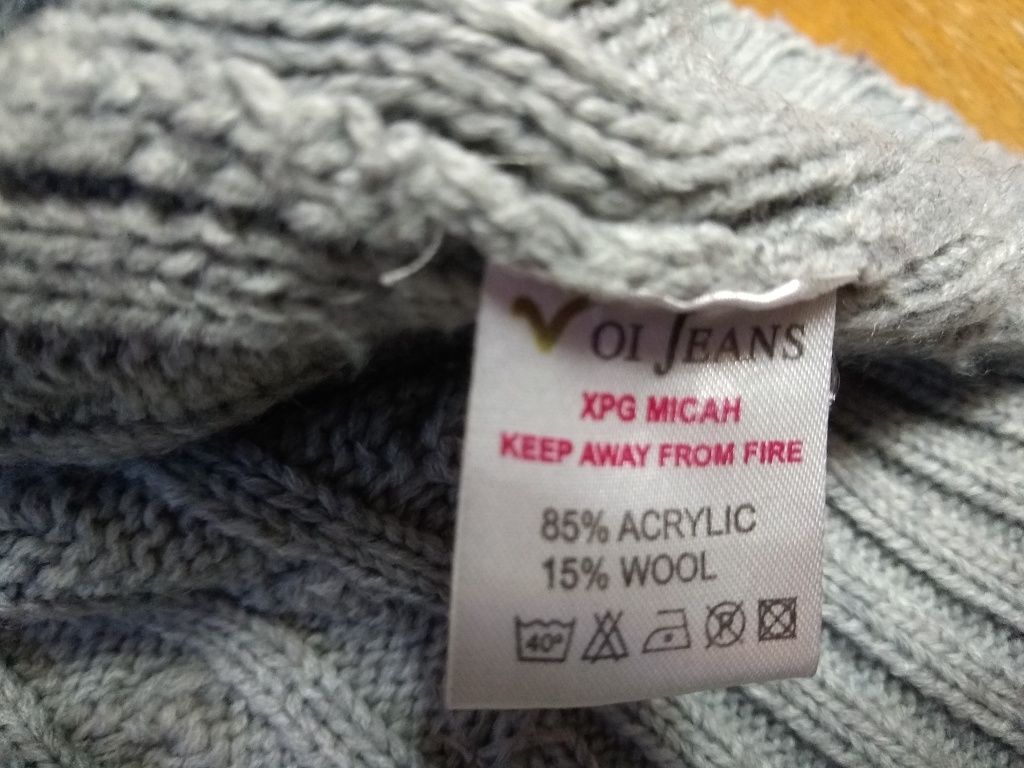 VOI JEANS
XPG MICAH
KEEP AWAY FROM FIRE
85% ACRYLIC
15% WOOL
40°
P